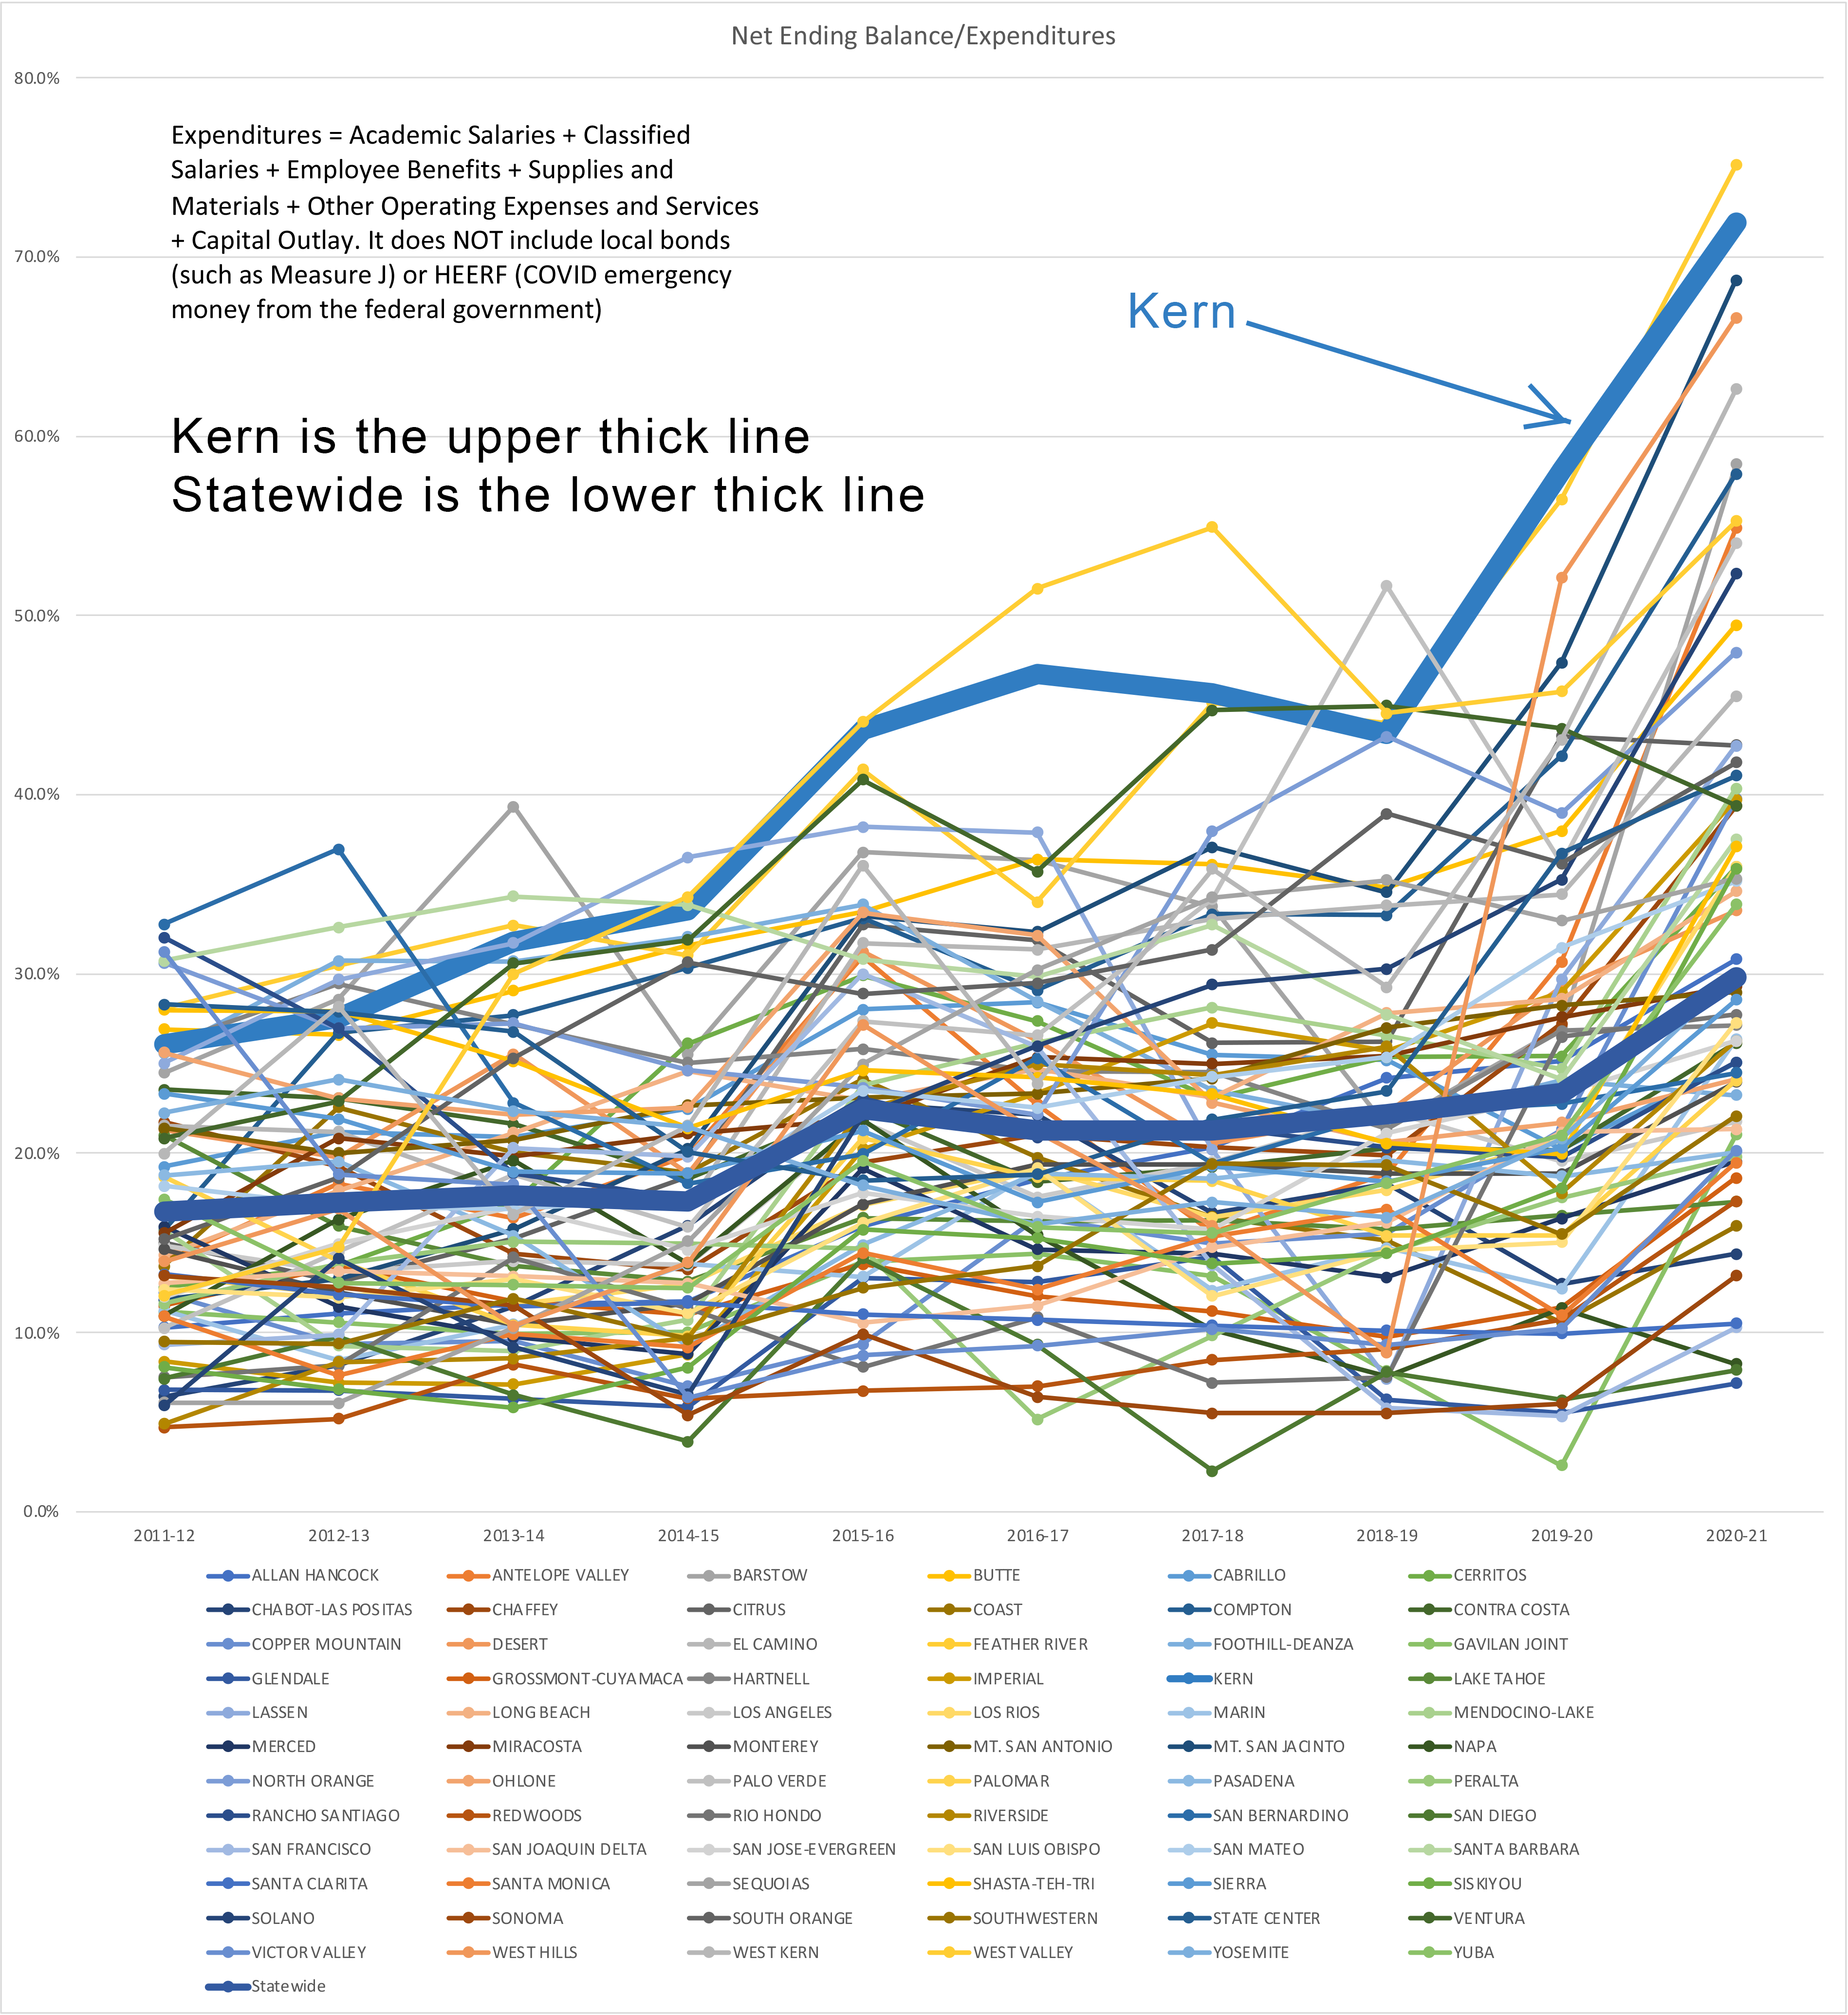 Net Ending Balance/Expenditures
80.0%
Expenditures = Academic Salaries + Classified
Salaries + Employee Benefits + Supplies and
Materials + Other Operating Expenses and Services
+ Capital Outlay. It does NOT include local bonds
(such as Measure J) or HEERF (COVID emergency
money from the federal government)
70.0%
Kern
60.0%
Kern is the upper thick line
Statewide is the lower thick line
50.0%
40.0%
30.0%
20.0%
10.0%
0.0%
2011-12 2012-13 2013-14 2014-15 2015-16 2016-17 2017-18 2018-19 2019-20 2020-21
ALLAN HANCOCK ANTELOPE VALLEY BARSTOW BUTTE CABRILLO CERRITOS
CHABOT-LAS POSITAS CHAFFEY CITRUS COAST COMPTON CONTRA COSTA
COPPER MOUNTAIN DESERT EL CAMINO FEATHER RIVER FOOTHILL-DEANZA GAVILAN JOINT
GLENDALE GROSSMONT-CUYAMACA HARTNELL IMPERIAL KERN LAKE TAHOE
LASSEN LONG BEACH LOS ANGELES LOS RIOS MARIN MENDOCINO-LAKE
MERCED MIRACOSTA MONTEREY MT. SAN ANTONIO MT. SAN JACINTO NAPA
NORTH ORANGE OHLONE PALO VERDE PALOMAR PASADENA PERALTA
RANCHO SANTIAGO REDWOODS RIO HONDO RIVERSIDE SAN BERNARDINO SAN DIEGO
SAN FRANCISCO SAN JOAQUIN DELTA SAN JOSE-EVERGREEN SAN LUIS OBISPO SAN MATEO SANTA BARBARA
SANTA CLARITA SANTA MONICA SEQUOIAS SHASTA-TEH-TRI SIERRA SISKIYOU
SOLANO SONOMA SOUTH ORANGE SOUTHWESTERN STATE CENTER VENTURA
VICTOR VALLEY WEST HILLS WEST KERN WEST VALLEY YOSEMITE YUBA
Statewide